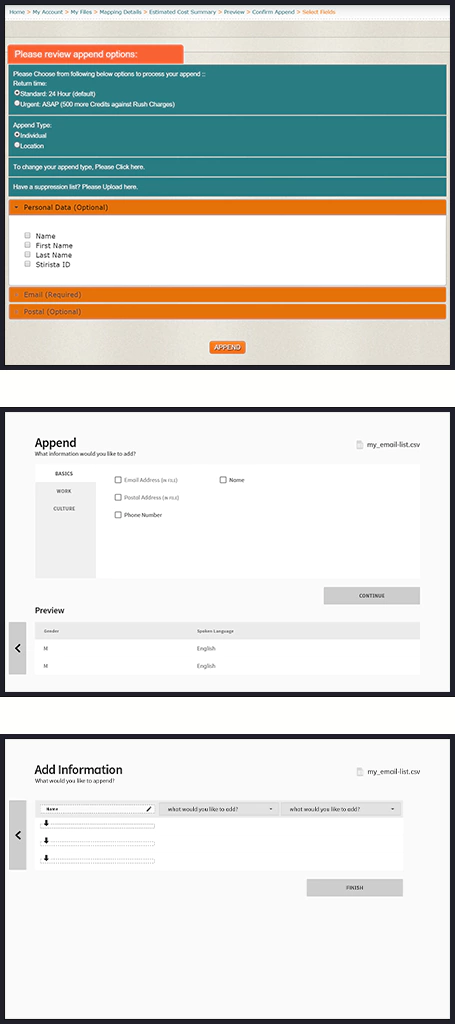 Home > My Account > My Files > Mapping Details > Estimated Cost Summary > Preview > Confirm Append > Select Fields
Please review append options:
Please Choose from following below options to process your append ::
Return time:
Standard: 24 Hour (default)
Urgent: ASAP (500 more Credits against Rush Charges)
Append Type:
Individual
Location
To change your append type, Please Click here.
Have a suppression list? Please Upload here.
Personal Data (Optional)
Name
First Name
Last Name
Stirista ID
Email (Required)
Postal (Optional)
APPEND
Append
What information would you like to add?
my_email-list.csv
BASICS
WORK
CULTURE
Email Address
Name
Postal Address
Phone Number
CONTINUE
Preview
Gender Spoken Language
M English
M English
Add Information
What would you like to append?
my_email-list.csv
Name what would you like to add? what would you like to add?
FINISH